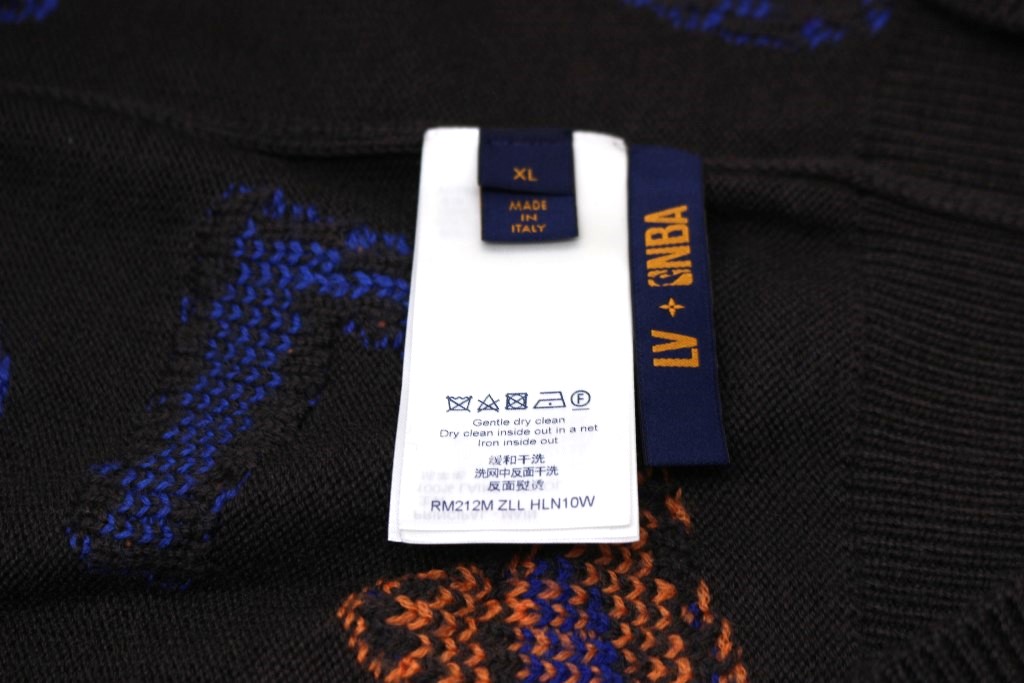 XL
MADE
IN
ITALY
LV + NBA
Gentle dry clean
Dry clean inside out in a net
Iron inside out
缓和干洗
洗网中反面干洗
反面熨烫
RM212M ZLL HLN10W